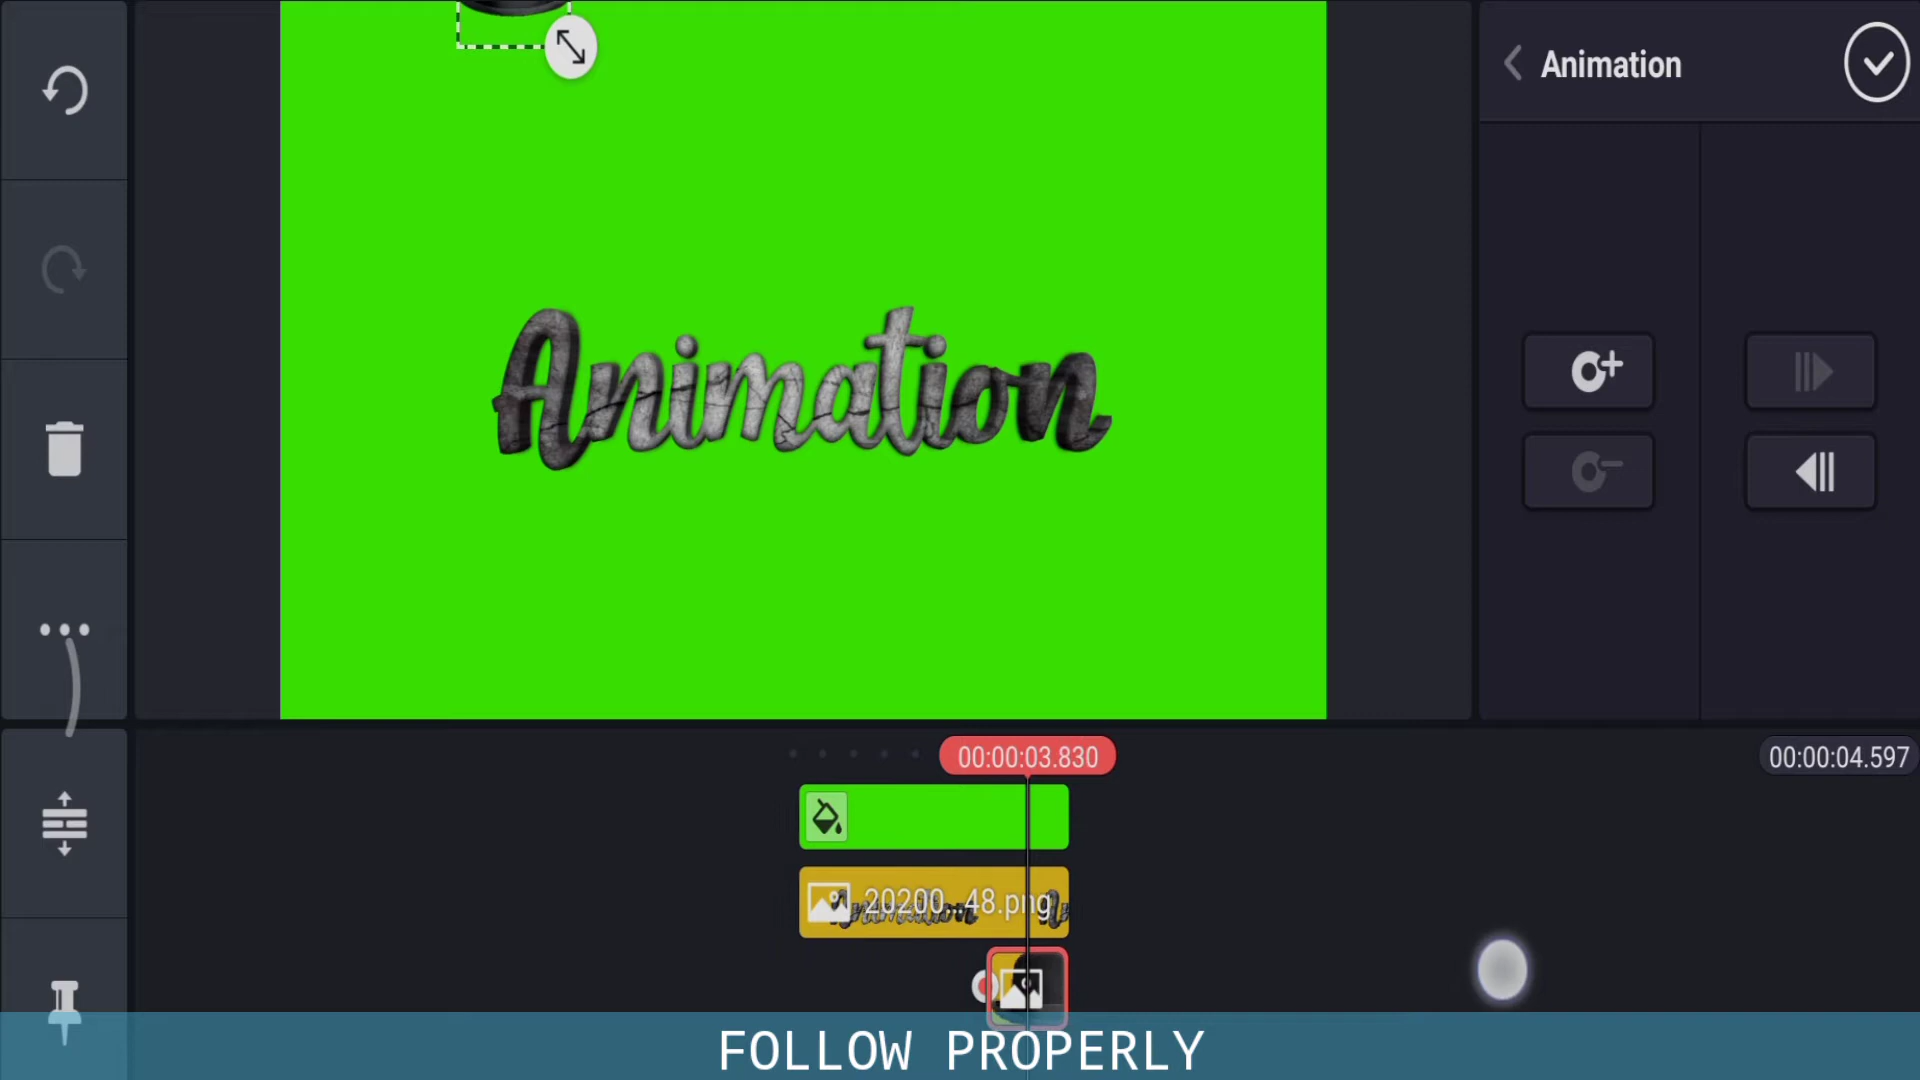 Animation
Animation
00:00:03.830
00:00:04.597
20200...48.png
FOLLOW PROPERLY